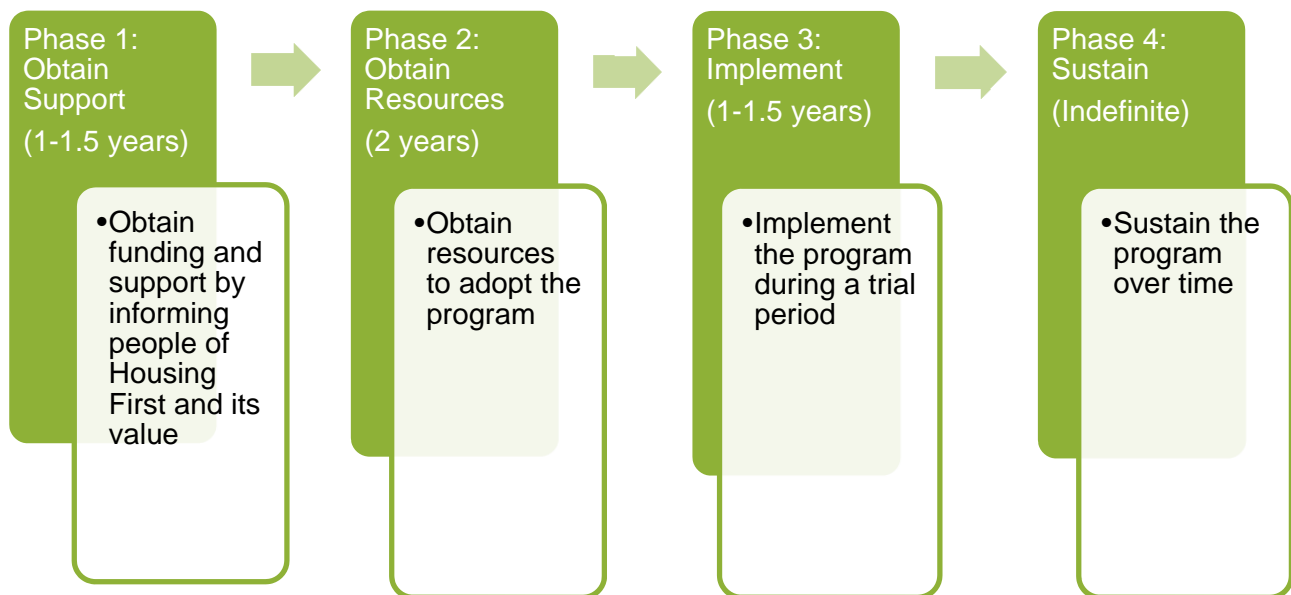 Phase 1:
Obtain
Support
(1-1.5 years)
•Obtain
funding and
support by
informing
people of
Housing
First and its
value
Phase 2:
Obtain
Resources
(2 years)
•Obtain
resources
to adopt the
program
Phase 3:
Implement
(1-1.5 years)
•Implement
the program
during a trial
period
Phase 4:
Sustain
(Indefinite)
•Sustain the
program
over time